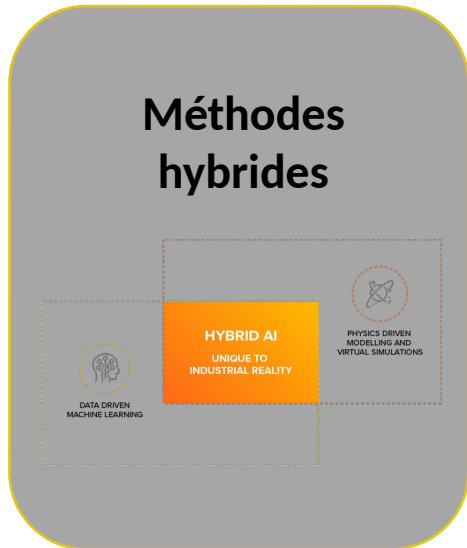 Méthodes
hybrides
HYBRID AI
UNIQUE TO
INDUSTRIAL REALITY
PHYSICS DRIVEN
MODELLING AND
VIRTUAL SIMULATIONS
DATA DRIVEN
MACHINE LEARNING